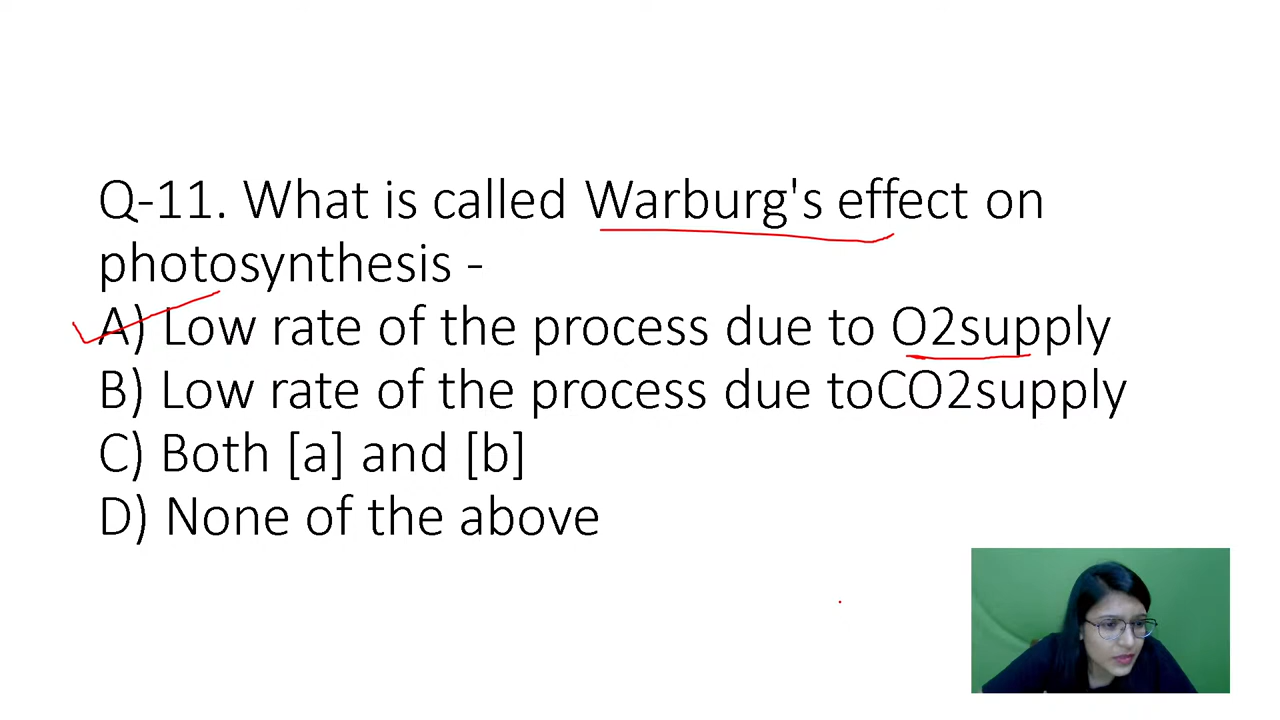 Q-11. What is called Warburg's effect on
photosynthesis -
A) Low rate of the process due to O2supply
B) Low rate of the process due toCO2supply
C) Both [a] and [b]
D) None of the above